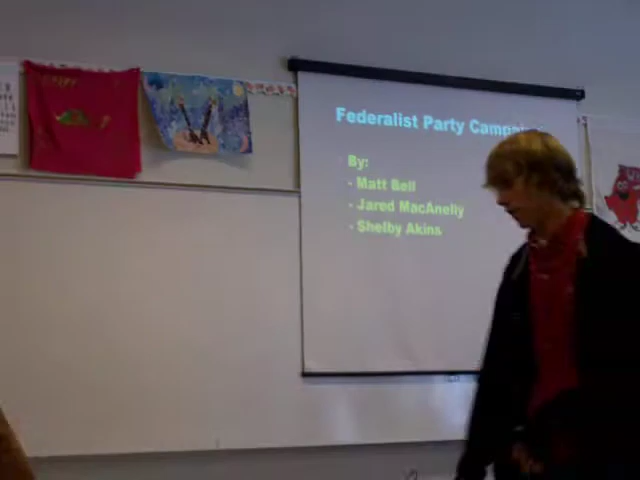 Federalist Party
By:
- Matt Bell
- Jared MacAnelly
- Shelby Akins